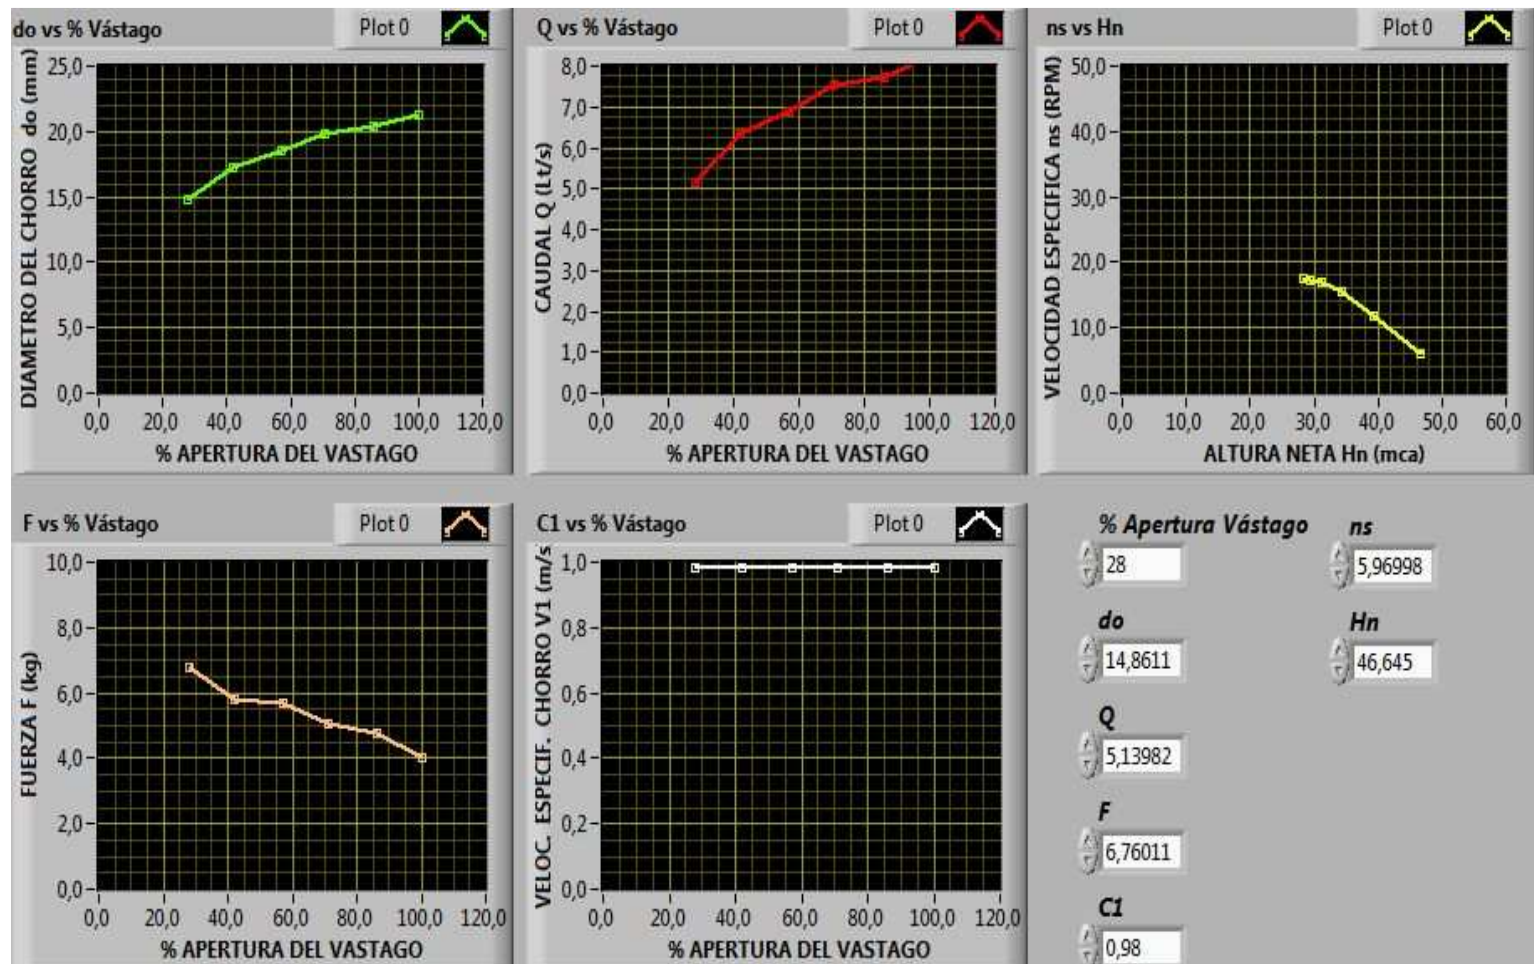 do vs % Vástago
Plot 0
DIAMETRO DEL CHORRO do (mm)
25,0
20,0
15,0
10,0
5,0
0,0
0,0 20,0 40,0 60,0 80,0 100,0 120,0
% APERTURA DEL VASTAGO
Q vs % Vástago
Plot 0
CAUDAL Q (Lt/s)
8,0
7,0
6,0
5,0
4,0
3,0
2,0
1,0
0,0
0,0 20,0 40,0 60,0 80,0 100,0 120,0
% APERTURA DEL VASTAGO
ns vs Hn
Plot 0
VELOCIDAD ESPECIFICA ns (RPM)
50,0
40,0
30,0
20,0
10,0
0,0
0,0 10,0 20,0 30,0 40,0 50,0 60,0
ALTURA NETA Hn (mca)
F vs % Vástago
Plot 0
FUERZA F (kg)
10,0
8,0
6,0
4,0
2,0
0,0
0,0 20,0 40,0 60,0 80,0 100,0 120,0
% APERTURA DEL VASTAGO
C1 vs % Vástago
Plot 0
VELOC. ESPECIF. CHORRO V1 (m/s
1,0
0,8
0,6
0,4
0,2
0,0
0,0 20,0 40,0 60,0 80,0 100,0 120,0
% APERTURA DEL VASTAGO
% Apertura Vástago ns
28 5,96998
do Hn
14,8611 46,645
Q
5,13982
F
6,76011
C1
0,98